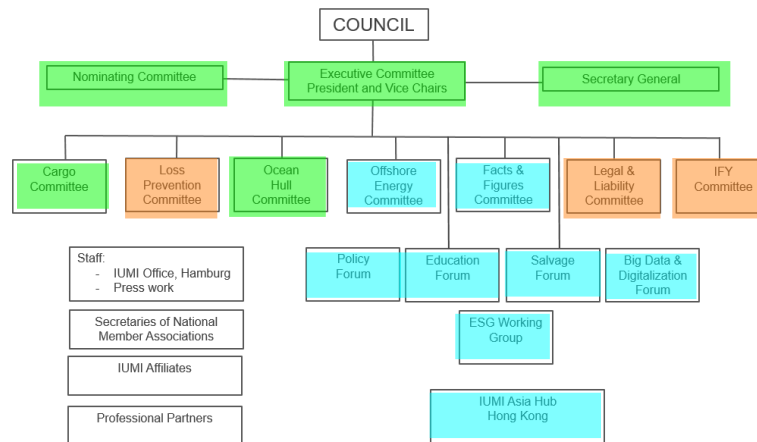 COUNCIL
Nominating Committee
Executive Committee
President and Vice Chairs
Secretary General
Cargo
Committee
Loss
Prevention
Committee
Ocean
Hull
Committee
Offshore
Energy
Committee
Facts &
Figures
Committee
Legal &
Liability
Committee
IFY
Committee
Policy
Forum
Education
Forum
Salvage
Forum
Big Data &
Digitalization
Forum
Staff:
- IUMI Office, Hamburg
- Press work
Secretaries of National
Member Associations
ESG Working
Group
IUMI Affiliates
IUMI Asia Hub
Hong Kong
Professional Partners